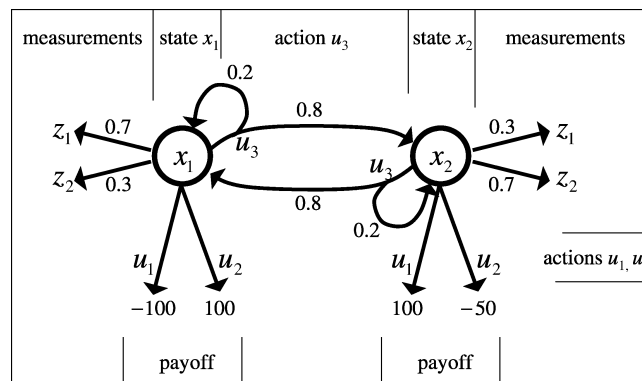 measurements state x₁ action u₃ state x₂ measurements
0.2
0.8
z₁ 0.7 x₁ u₃ x₂ 0.3 z₁
z₂ 0.3 u₃ 0.7 z₂
0.8
0.2
u₁ u₂ u₁ u₂ actions u₁, u
−100 100 100 −50
payoff payoff